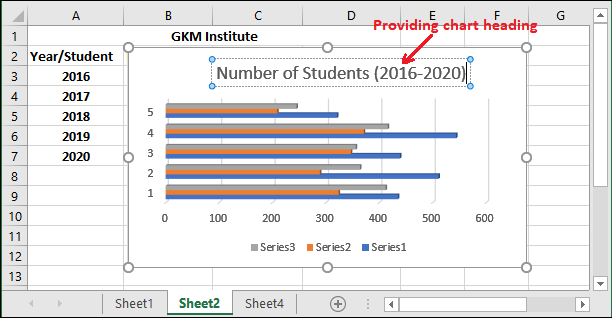 Providing chart heading
A B C D E F G
1 GKM Institute
2 Year/Student
3 2016
4 2017
5 2018
6 2019
7 2020
8
9
10
11
12
13
Number of Students (2016-2020)
5
4
3
2
1
0 100 200 300 400 500 600
Series3 Series2 Series1
Sheet1 Sheet2 Sheet4